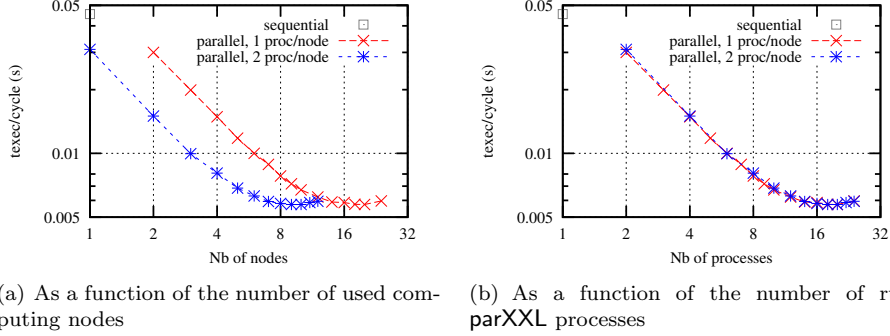 0.05
0.01
0.005
texec/cycle (s)
sequential
parallel, 1 proc/node
parallel, 2 proc/node
1 2 4 8 16 32
Nb of nodes
0.05
0.01
0.005
texec/cycle (s)
sequential
parallel, 1 proc/node
parallel, 2 proc/node
1 2 4 8 16 32
Nb of processes
(a) As a function of the number of used com-
puting nodes
(b) As a function of the number of
parXXL processes